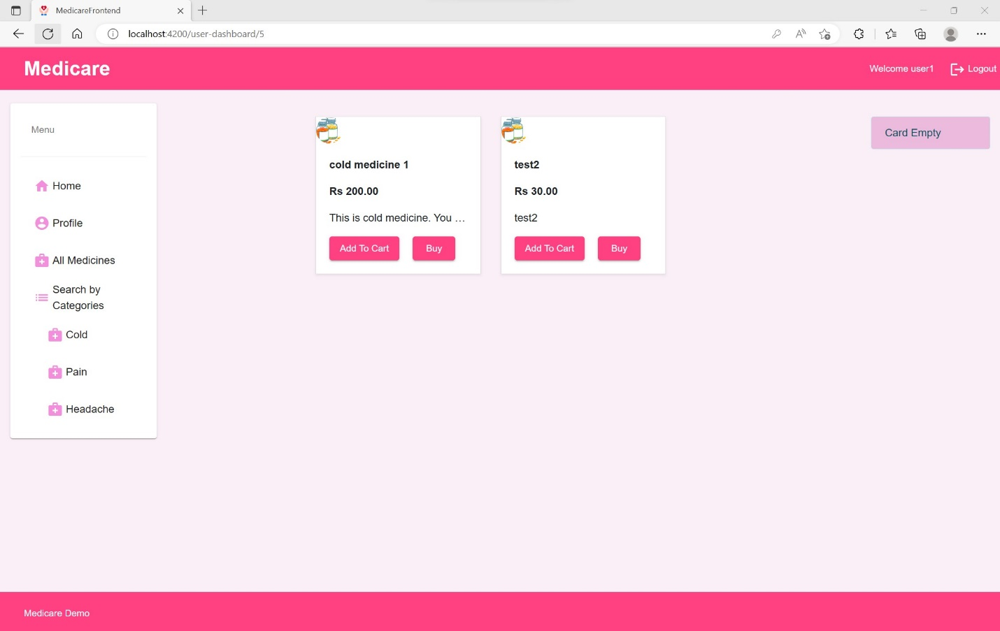 MedicareFrontend
localhost:4200/user-dashboard/5
Medicare
Welcome user1
Logout
Menu
Home
Profile
All Medicines
Search by
Categories
Cold
Pain
Headache
cold medicine 1
Rs 200.00
This is cold medicine. You …
Add To Cart
Buy
test2
Rs 30.00
test2
Add To Cart
Buy
Card Empty
Medicare Demo